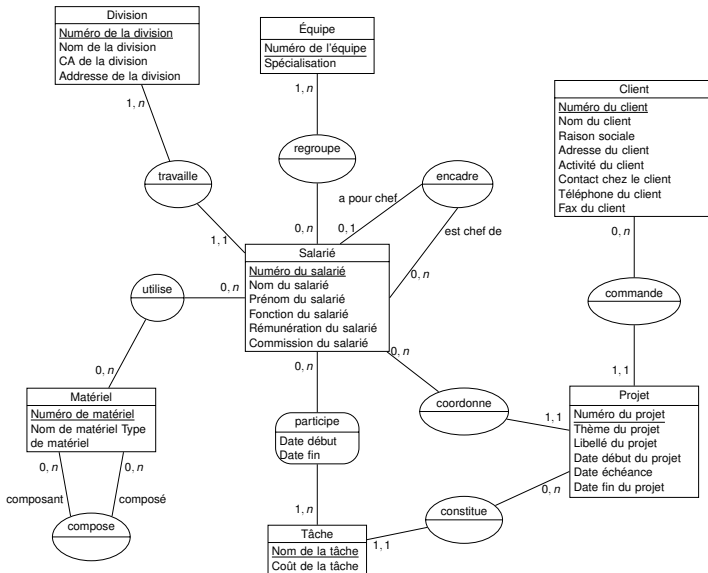 Division
Numéro de la division
Nom de la division
CA de la division
Addresse de la division
Équipe
Numéro de l'équipe
Spécialisation
Client
Numéro du client
Nom du client
Raison sociale
Adresse du client
Activité du client
Contact chez le client
Téléphone du client
Fax du client
1, n
1, n
regroupe
travaille
encadre
a pour chef
est chef de
0, n
0, 1
1, 1
0, n
0, n
Salarié
Numéro du salarié
Nom du salarié
Prénom du salarié
Fonction du salarié
Rémunération du salarié
Commission du salarié
utilise
0, n
0, n
commande
0, n
0, n
0, n
1, 1
Matériel
Numéro de matériel
Nom de matériel Type
de matériel
coordonne
1, 1
Projet
Numéro du projet
Thème du projet
Libellé du projet
Date début du projet
Date échéance
Date fin du projet
participe
Date début
Date fin
0, n
0, n
composant
composé
compose
0, n
constitue
1, n
1, 1
Tâche
Nom de la tâche
Coût de la tâche